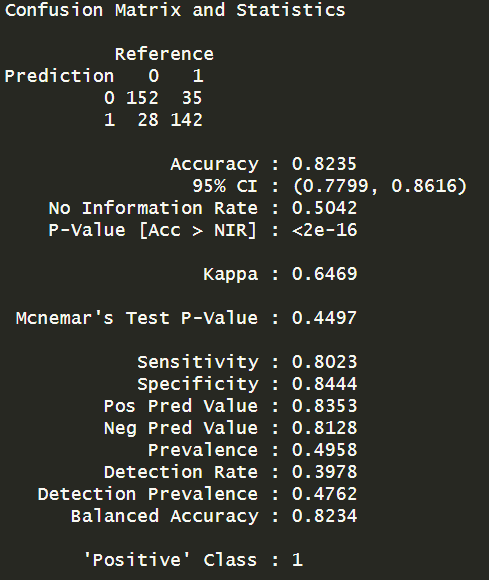 Confusion Matrix and Statistics
Reference
Prediction 0 1
0 152 35
1 28 142
Accuracy : 0.8235
95% CI : (0.7799, 0.8616)
No Information Rate : 0.5042
P-Value [Acc > NIR] : <2e-16
Kappa : 0.6469
Mcnemar's Test P-Value : 0.4497
Sensitivity : 0.8023
Specificity : 0.8444
Pos Pred Value : 0.8353
Neg Pred Value : 0.8128
Prevalence : 0.4958
Detection Rate : 0.3978
Detection Prevalence : 0.4762
Balanced Accuracy : 0.8234
'Positive' Class : 1